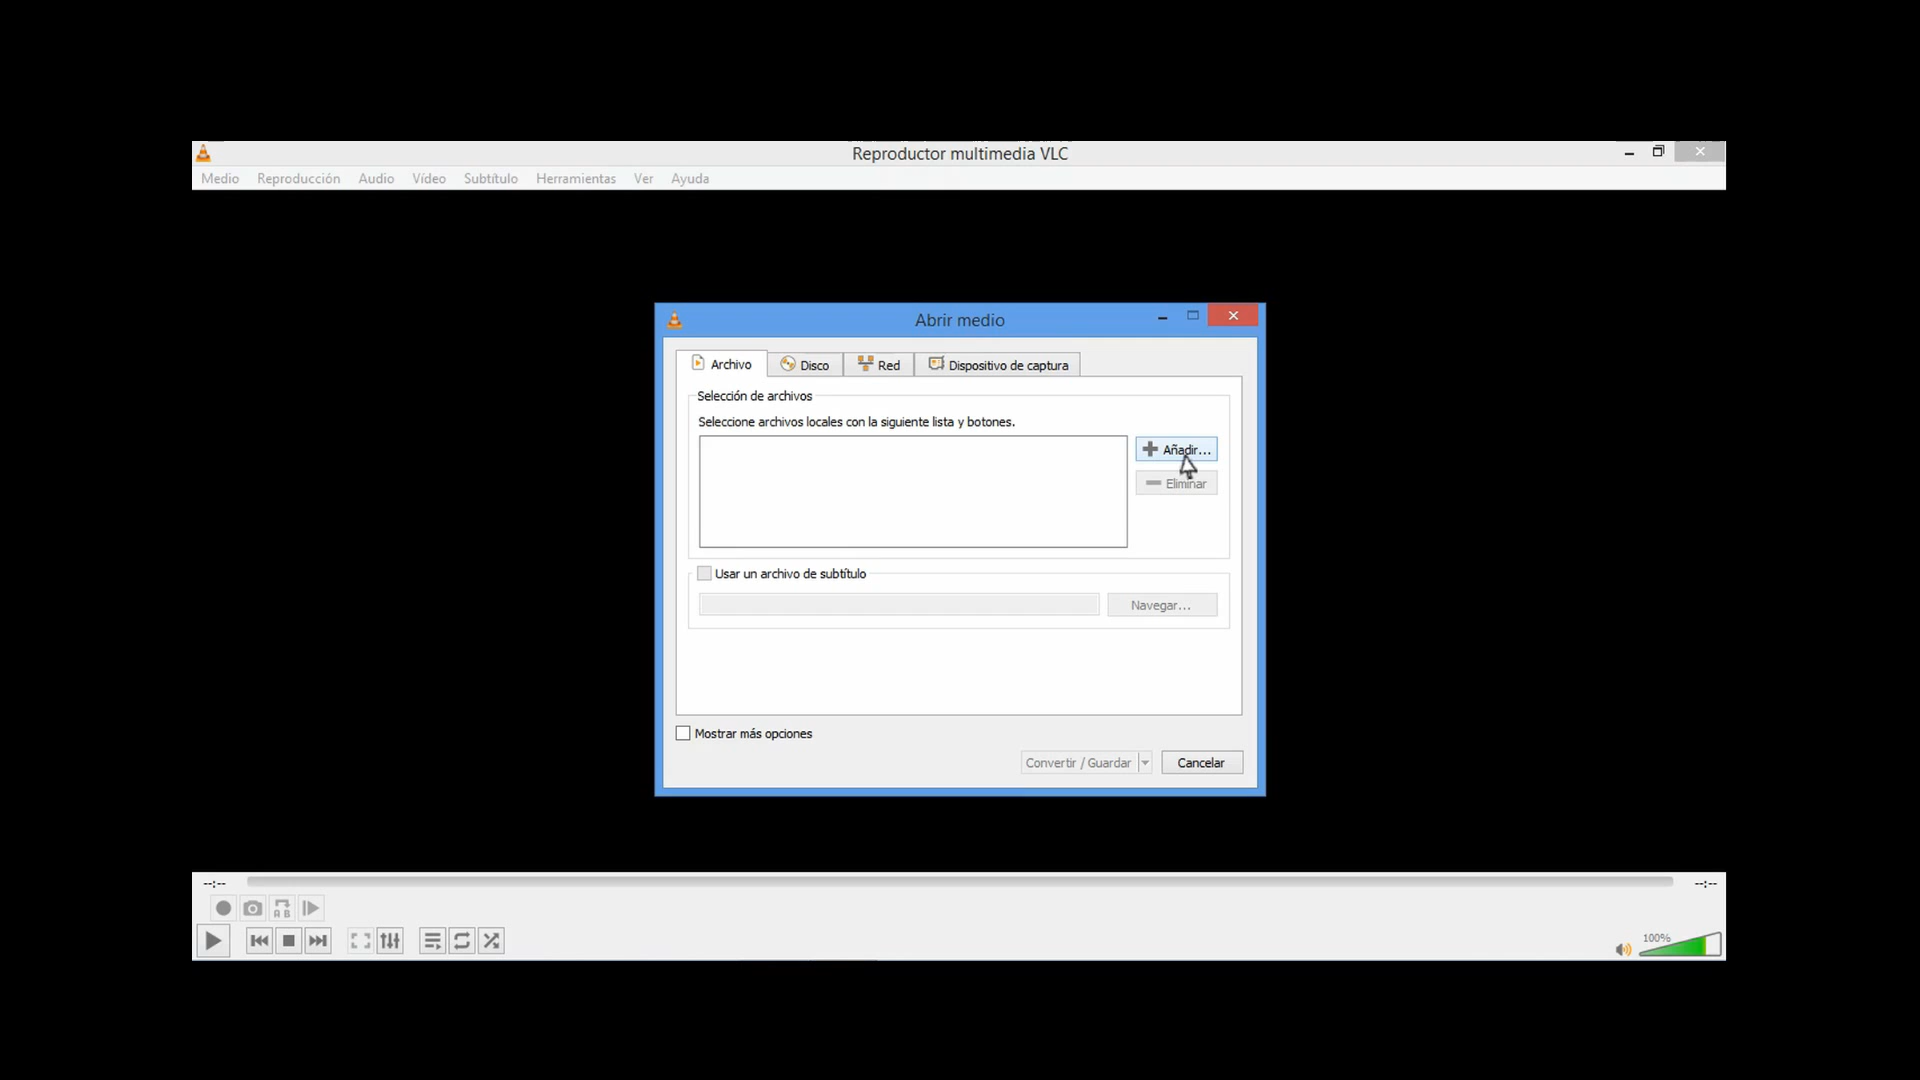 Reproductor multimedia VLC
Medio Reproducción Audio Vídeo Subtítulo Herramientas Ver Ayuda
Abrir medio
Archivo Disco Red Dispositivo de captura
Selección de archivos
Seleccione archivos locales con la siguiente lista y botones.
Añadir...
Eliminar
Usar un archivo de subtítulo
Navegar...
Mostrar más opciones
Convertir / Guardar Cancelar
--:-- --:--
A B
100%